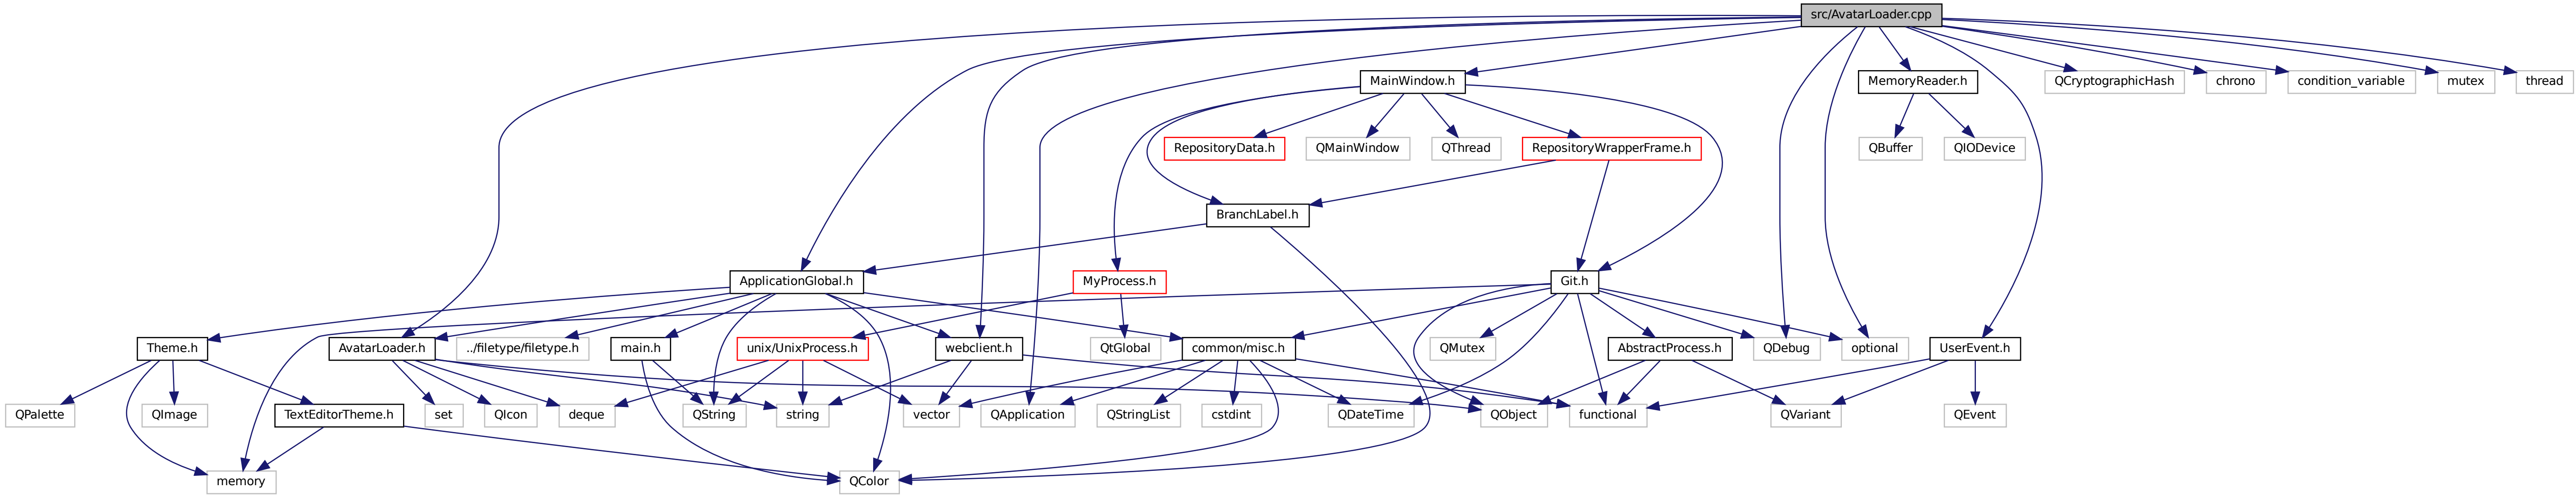 src/AvatarLoader.cpp
MainWindow.h
MemoryReader.h
QCryptographicHash
chrono
condition_variable
mutex
thread
RepositoryData.h
QMainWindow
QThread
RepositoryWrapperFrame.h
QBuffer
QIODevice
BranchLabel.h
ApplicationGlobal.h
MyProcess.h
Git.h
Theme.h
AvatarLoader.h
../filetype/filetype.h
main.h
unix/UnixProcess.h
webclient.h
QtGlobal
common/misc.h
QMutex
AbstractProcess.h
QDebug
optional
UserEvent.h
QPalette
QImage
TextEditorTheme.h
set
QIcon
deque
QString
string
vector
QApplication
QStringList
cstdint
QDateTime
QObject
functional
QVariant
QEvent
memory
QColor